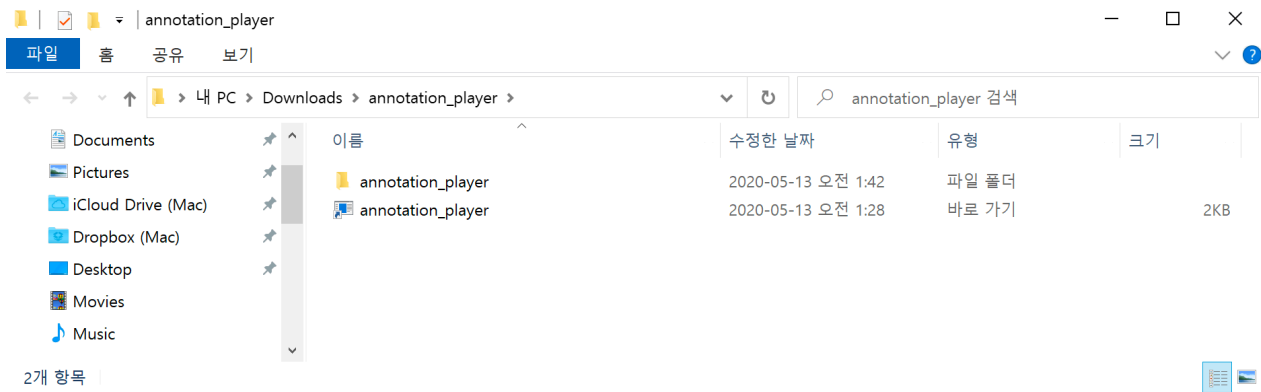 annotation_player
파일 홈 공유 보기
?
내 PC > Downloads > annotation_player >
annotation_player 검색
Documents
Pictures
iCloud Drive (Mac)
Dropbox (Mac)
Desktop
Movies
Music
이름 수정한 날짜 유형 크기
annotation_player 2020-05-13 오전 1:42 파일 폴더
annotation_player 2020-05-13 오전 1:28 바로 가기 2KB
2개 항목